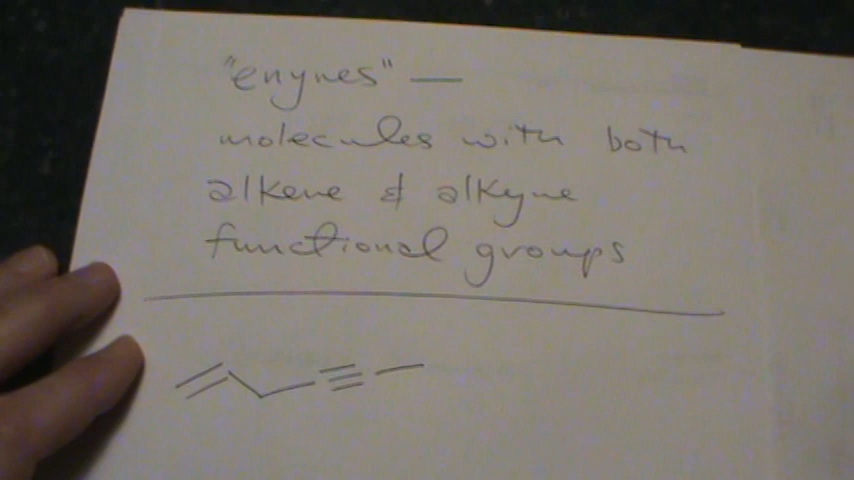 "enynes" —
molecules with both
alkene & alkyne
functional groups